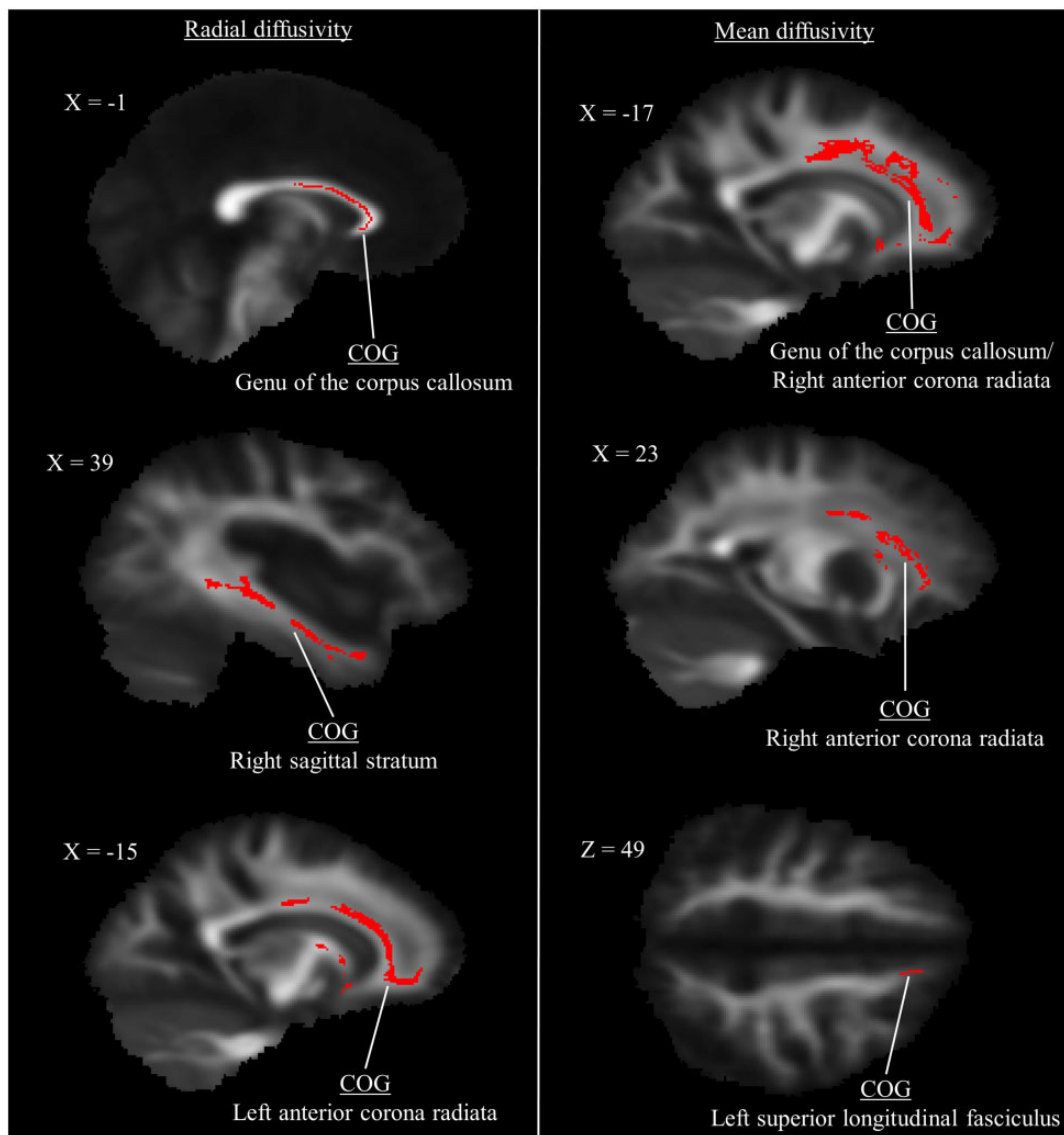 Radial diffusivity
X = -1
COG
Genu of the corpus callosum
X = 39
COG
Right sagittal stratum
X = -15
COG
Left anterior corona radiata
Mean diffusivity
X = -17
COG
Genu of the corpus callosum/
Right anterior corona radiata
X = 23
COG
Right anterior corona radiata
Z = 49
COG
Left superior longitudinal fasciculus